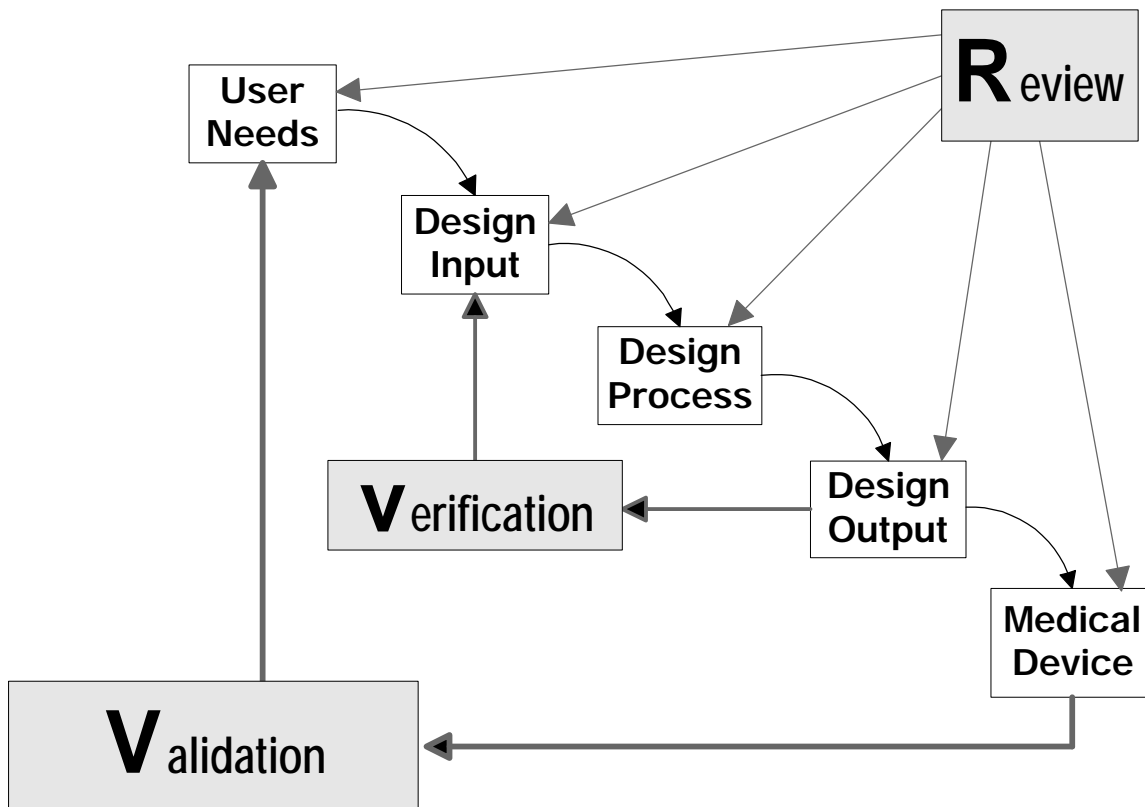 Review
User
Needs
Design
Input
Design
Process
Verification
Design
Output
Medical
Device
Validation